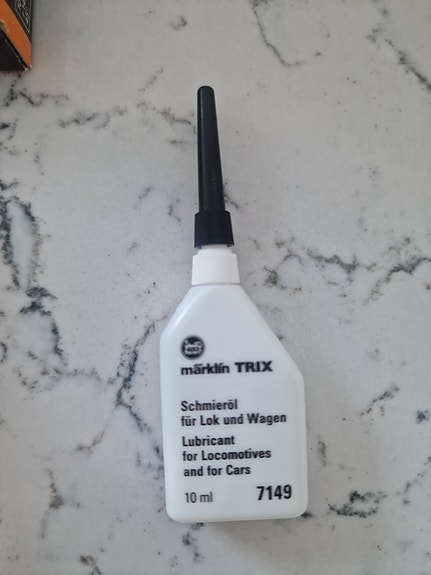 märklin TRIX
Schmieröl
für Lok und Wagen
Lubricant
for Locomotives
and for Cars
10 ml 7149